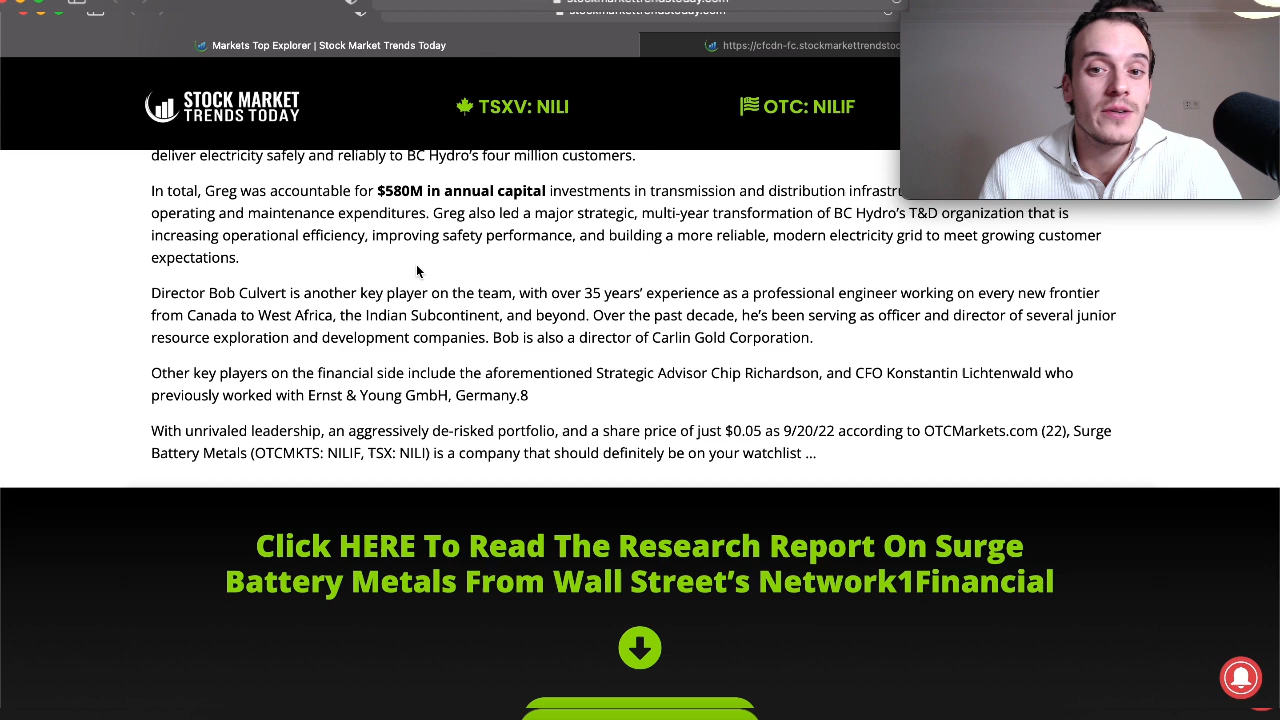 stockmarkettrendstoday.com
stockmarkettrendstoday.com
Markets Top Explorer | Stock Market Trends Today
https://cfcdn-fc.stockmarkettrendstoc
STOCK MARKET
TRENDS TODAY
TSXV: NILI
OTC: NILIF
deliver electricity safely and reliably to BC Hydro's four million customers.
In total, Greg was accountable for $580M in annual capital investments in transmission and distribution
operating and maintenance expenditures. Greg also led a major strategic, multi-year transformation of BC Hydro's T&D organization that is
increasing operational efficiency, improving safety performance, and building a more reliable, modern electricity grid to meet growing customer
expectations.
Director Bob Culvert is another key player on the team, with over 35 years' experience as a professional engineer working on every new frontier
from Canada to West Africa, the Indian Subcontinent, and beyond. Over the past decade, he's been serving as officer and director of several junior
resource exploration and development companies. Bob is also a director of Carlin Gold Corporation.
Other key players on the financial side include the aforementioned Strategic Advisor Chip Richardson, and CFO Konstantin Lichtenwald who
previously worked with Ernst & Young GmbH, Germany.8
With unrivaled leadership, an aggressively de-risked portfolio, and a share price of just $0.05 as 9/20/22 according to OTCMarkets.com (22), Surge
Battery Metals (OTCMKTS: NILIF, TSX: NILI) is a company that should definitely be on your watchlist ...
Click HERE To Read The Research Report On Surge
Battery Metals From Wall Street's Network1Financial